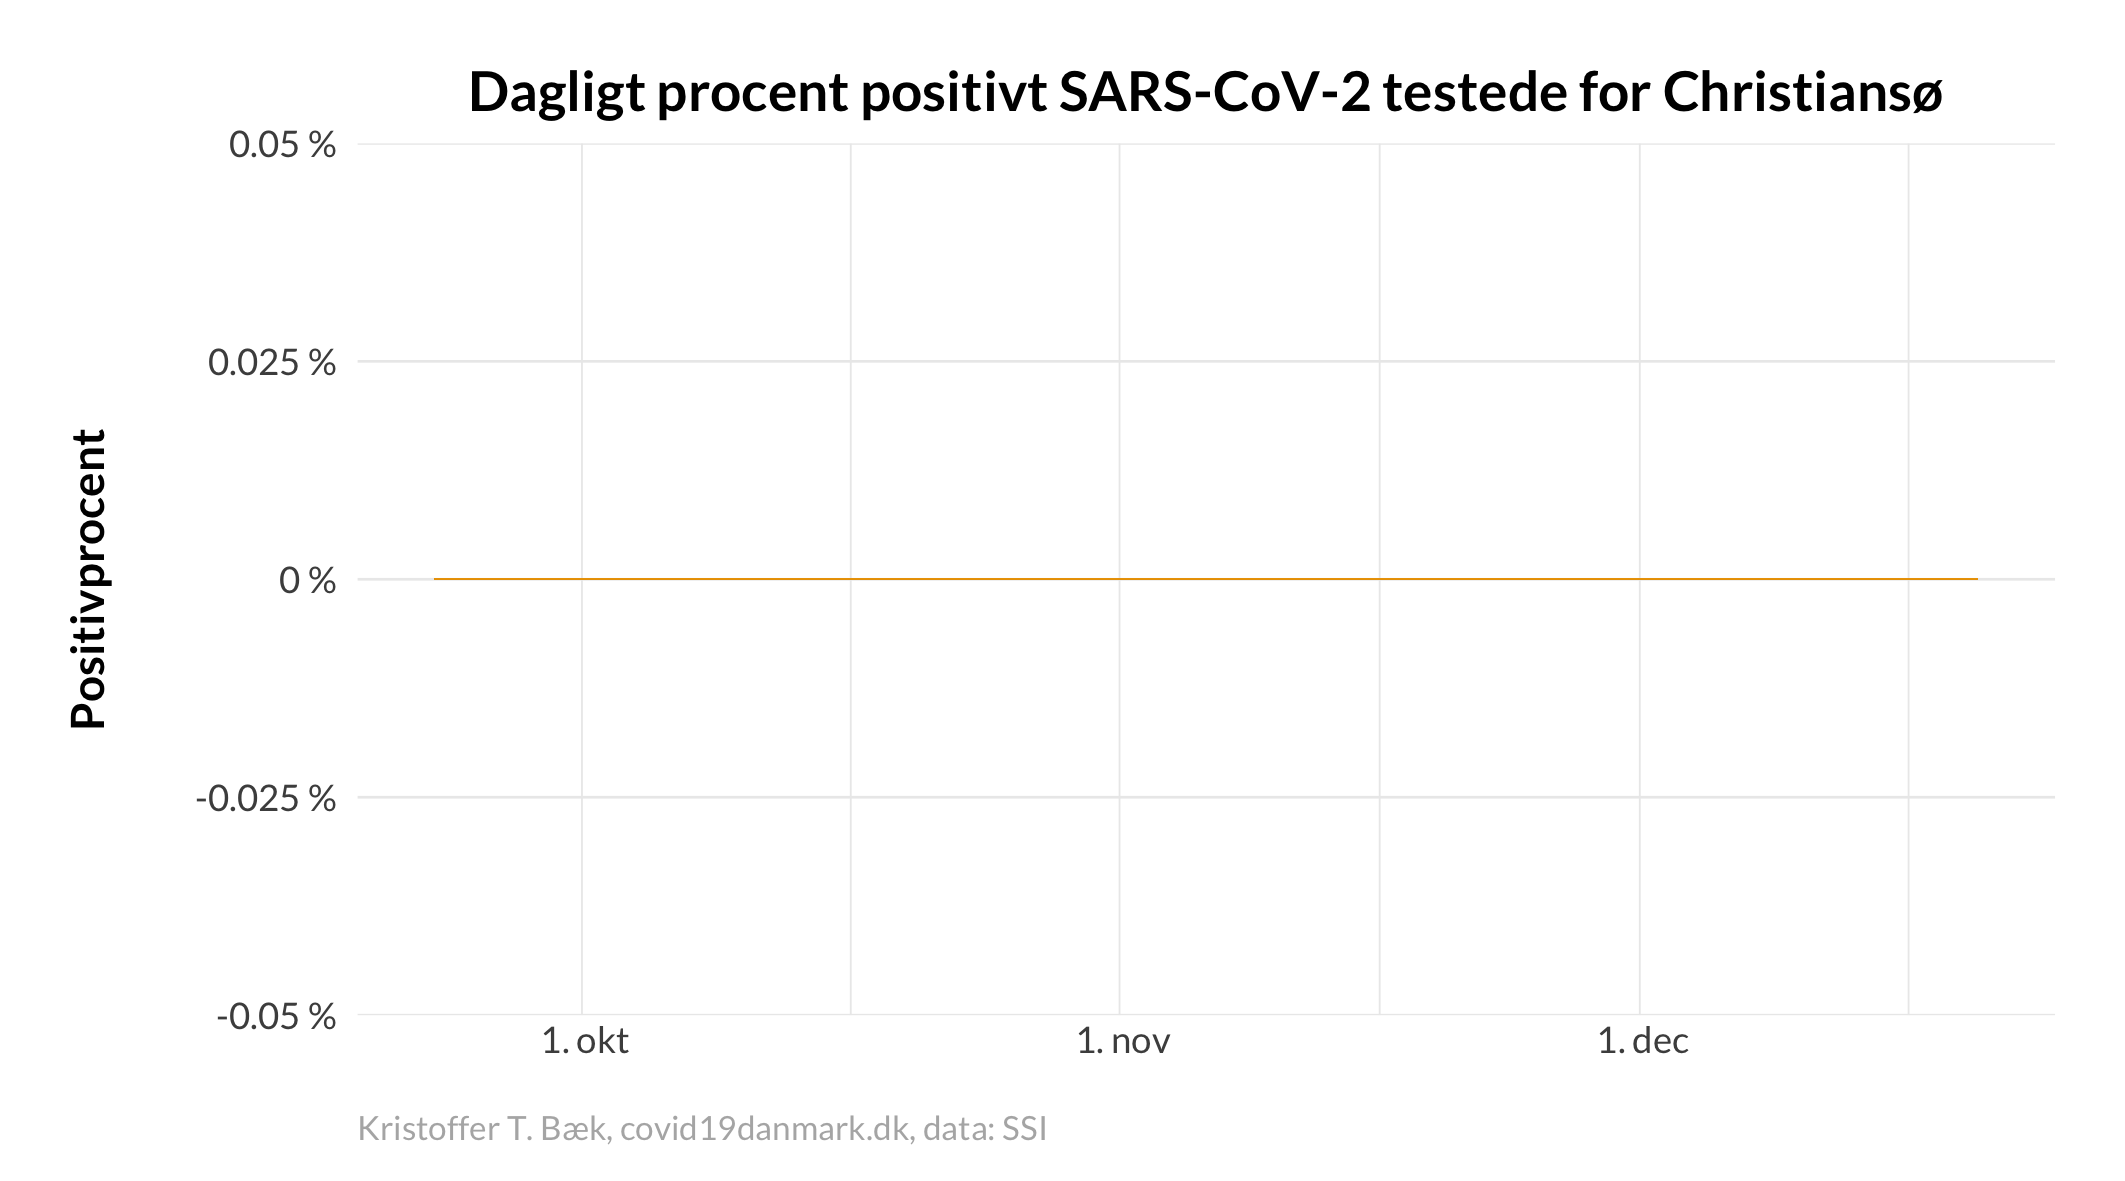 Dagligt procent positivt SARS-CoV-2 testede for Christiansø
Positivprocent
0.05 %
0.025 %
0 %
-0.025 %
-0.05 %
1. okt
1. nov
1. dec
Kristoffer T. Bæk, covid19danmark.dk, data: SSI